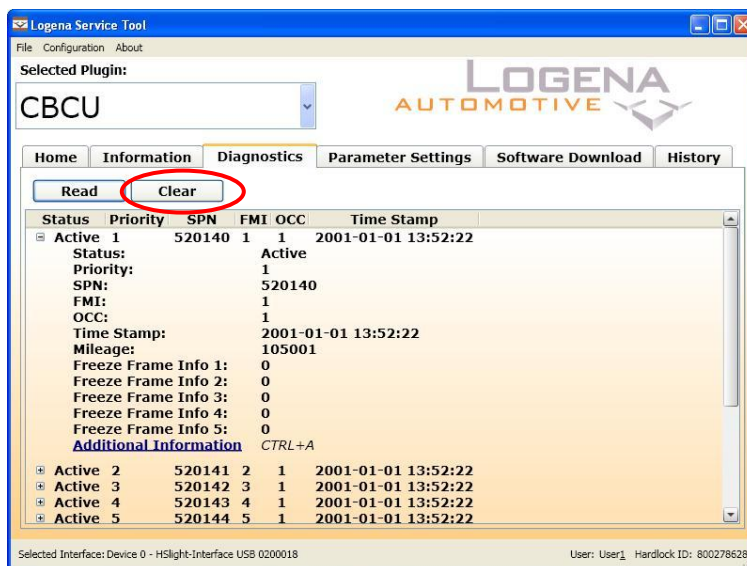 Logena Service Tool
File Configuration About
Selected Plugin:
LOGENA
AUTOMOTIVE
CBCU
Home Information Diagnostics Parameter Settings Software Download History
Read Clear
Status Priority SPN FMI OCC Time Stamp
Active 1 520140 1 1 2001-01-01 13:52:22
Status: Active
Priority: 1
SPN: 520140
FMI: 1
OCC: 1
Time Stamp: 2001-01-01 13:52:22
Mileage: 105001
Freeze Frame Info 1: 0
Freeze Frame Info 2: 0
Freeze Frame Info 3: 0
Freeze Frame Info 4: 0
Freeze Frame Info 5: 0
Additional Information CTRL+A
Active 2 520141 2 1 2001-01-01 13:52:22
Active 3 520142 3 1 2001-01-01 13:52:22
Active 4 520143 4 1 2001-01-01 13:52:22
Active 5 520144 5 1 2001-01-01 13:52:22
Selected Interface: Device 0 - HSlight-Interface USB 0200018 User: User1 Hardlock ID: 800278628